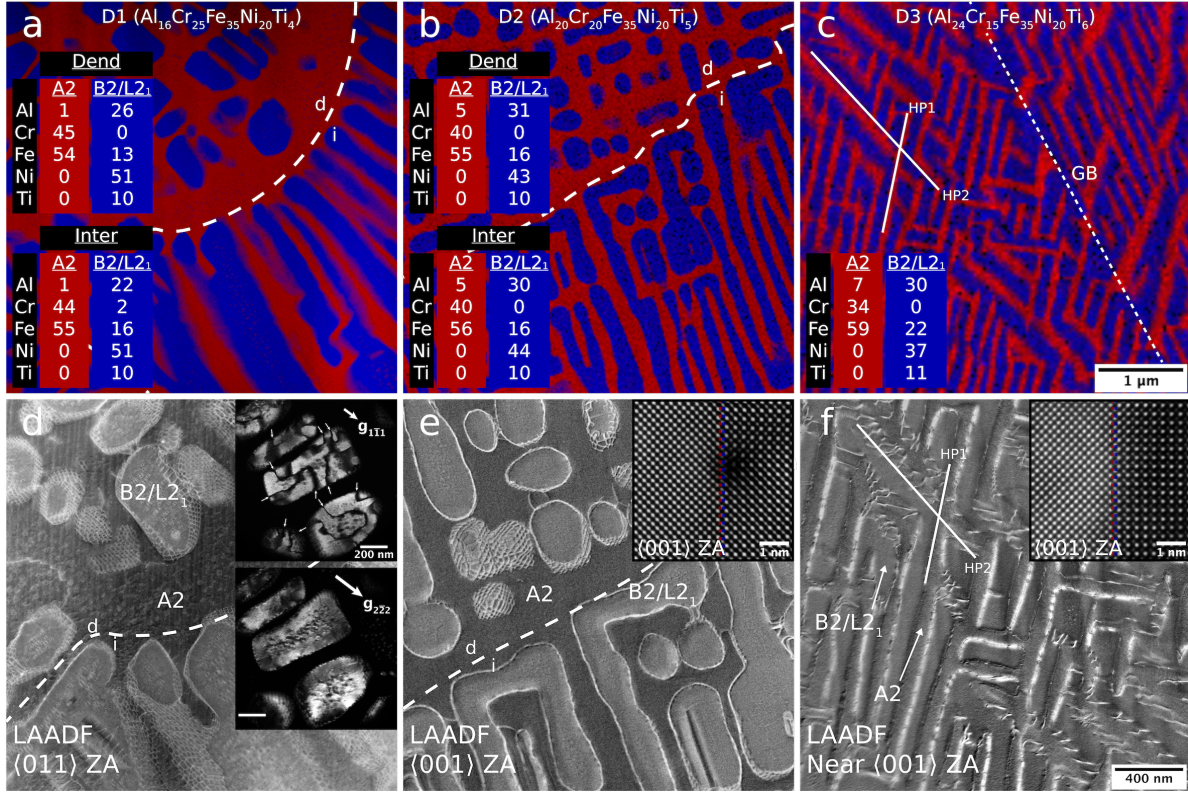 a
D1 (Al₁₆Cr₂₅Fe₃₅Ni₂₀Ti₄)
Dend
A2 B2/L2₁
Al 1 26
Cr 45 0
Fe 54 13
Ni 0 51
Ti 0 10
d
i
Inter
A2 B2/L2₁
Al 1 22
Cr 44 2
Fe 55 16
Ni 0 51
Ti 0 10
b
D2 (Al₂₀Cr₂₀Fe₃₅Ni₂₀Ti₅)
Dend
A2 B2/L2₁
Al 5 31
Cr 40 0
Fe 55 16
Ni 0 43
Ti 0 10
d
i
Inter
A2 B2/L2₁
Al 5 30
Cr 40 0
Fe 56 16
Ni 0 44
Ti 0 10
c
D3 (Al₂₄Cr₁₅Fe₃₅Ni₂₀Ti₆)
HP1
HP2
GB
A2 B2/L2₁
Al 7 30
Cr 34 0
Fe 59 22
Ni 0 37
Ti 0 11
1 μm
d
B2/L2₁
A2
d
i
g₁₁̅₁
200 nm
g₂₂̅₂
LAADF
⟨011⟩ ZA
e
⟨001⟩ ZA
1 nm
A2
B2/L2₁
d
i
LAADF
⟨001⟩ ZA
f
HP1
HP2
⟨001⟩ ZA
1 nm
B2/L2₁
A2
LAADF
Near ⟨001⟩ ZA
400 nm